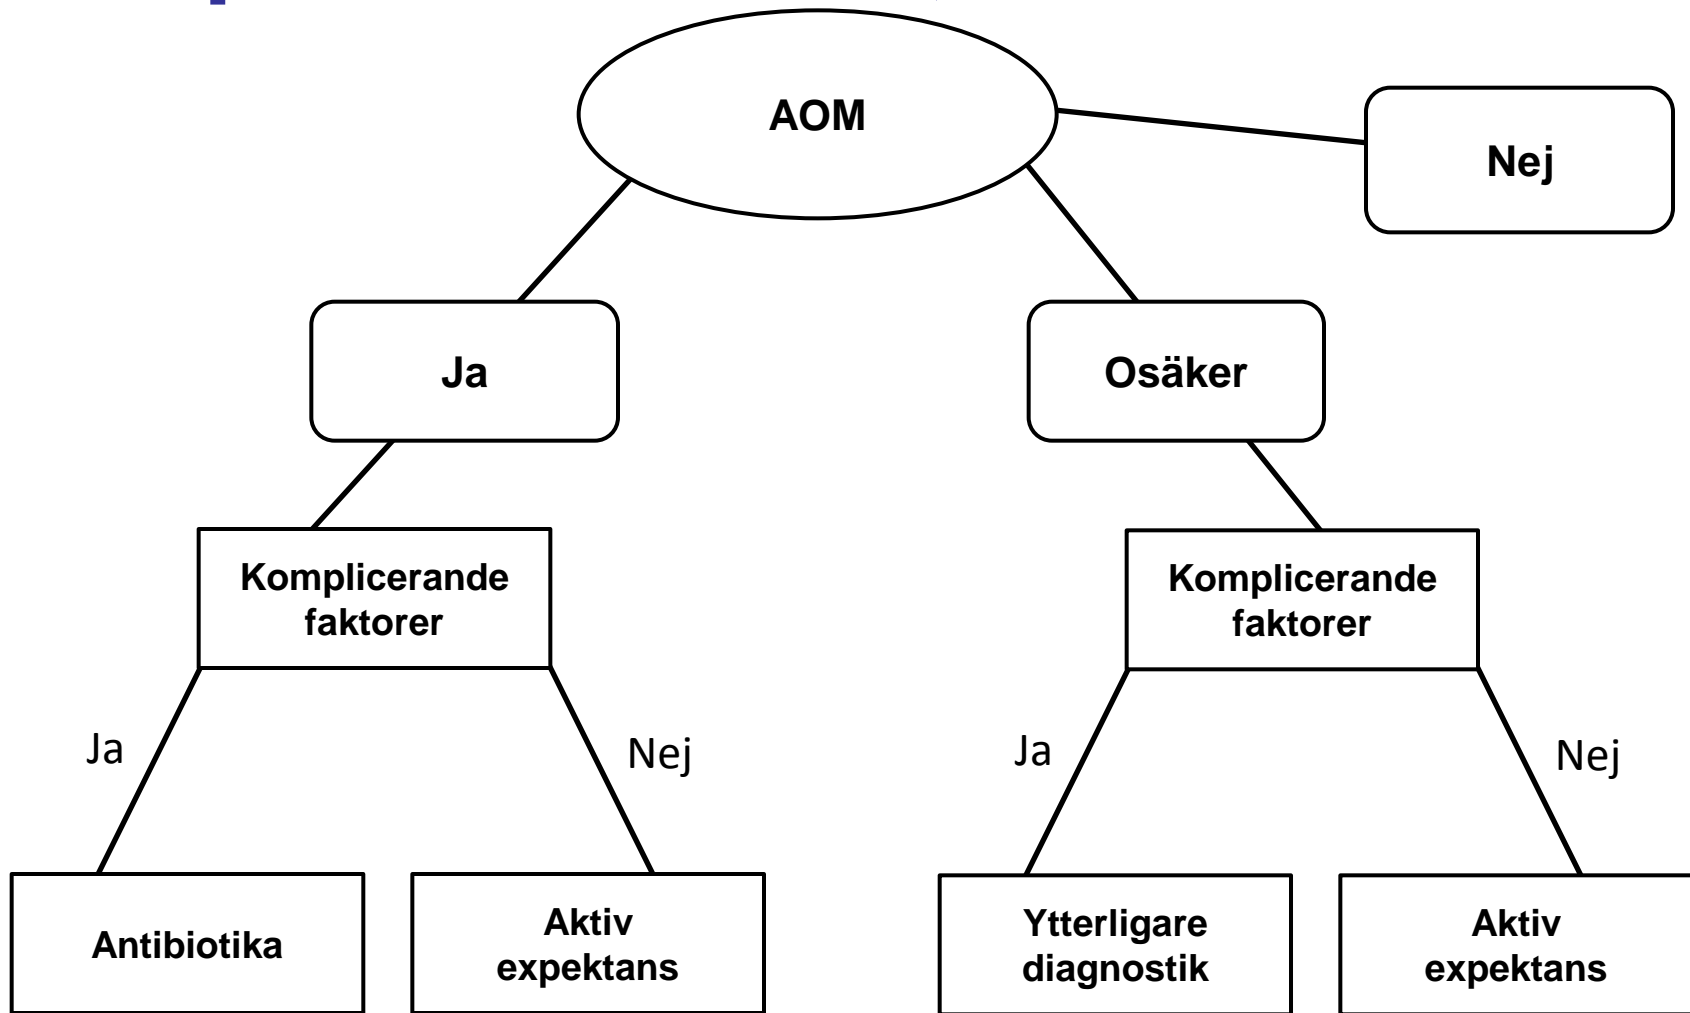 AOM
Nej
Ja
Osäker
Komplicerande
faktorer
Komplicerande
faktorer
Ja
Nej
Ja
Nej
Antibiotika
Aktiv
expektans
Ytterligare
diagnostik
Aktiv
expektans